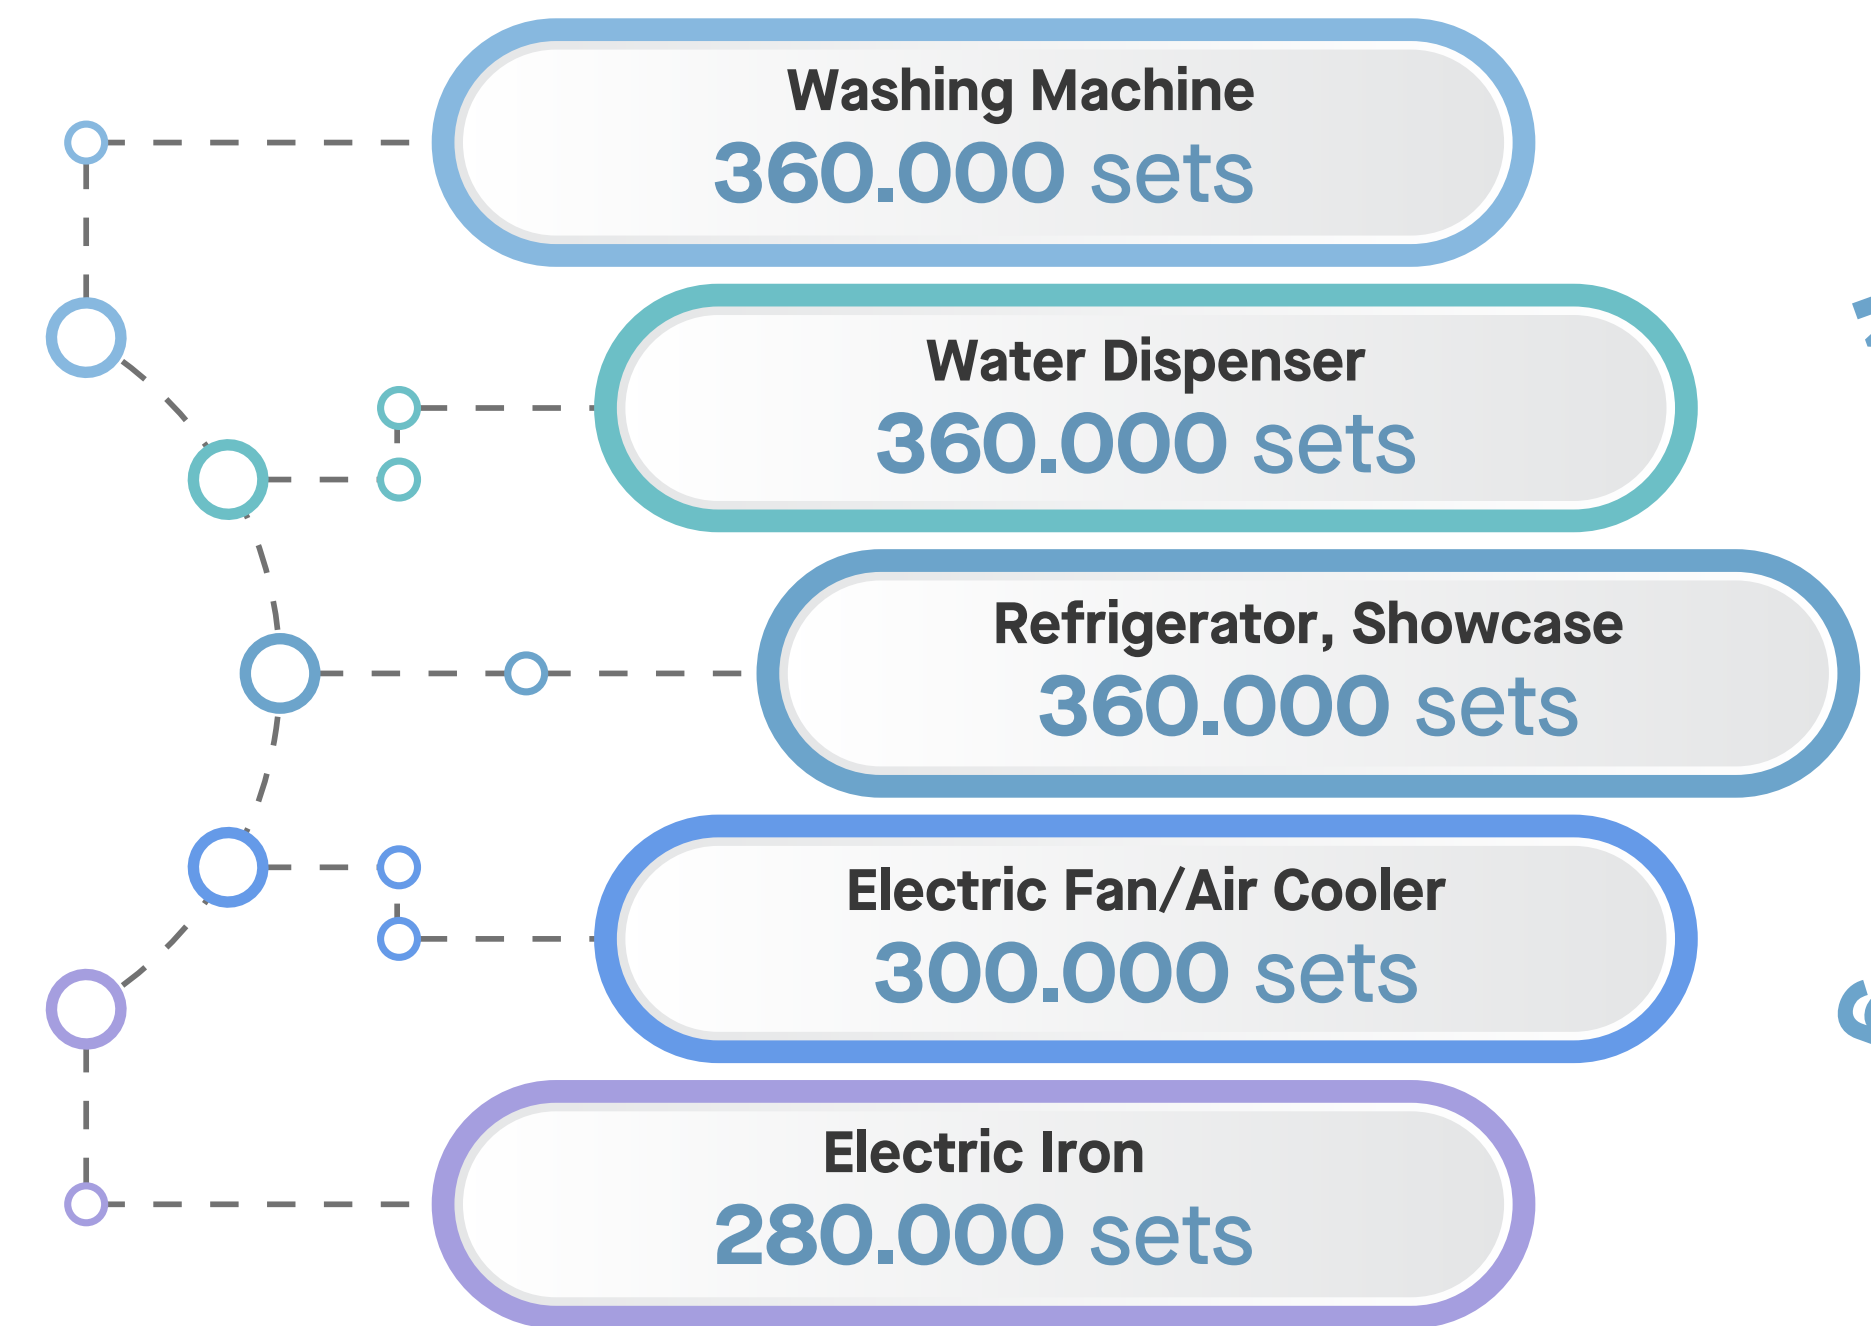 Washing Machine
360.000 sets
Water Dispenser
360.000 sets
Refrigerator, Showcase
360.000 sets
Electric Fan/Air Cooler
300.000 sets
Electric Iron
280.000 sets